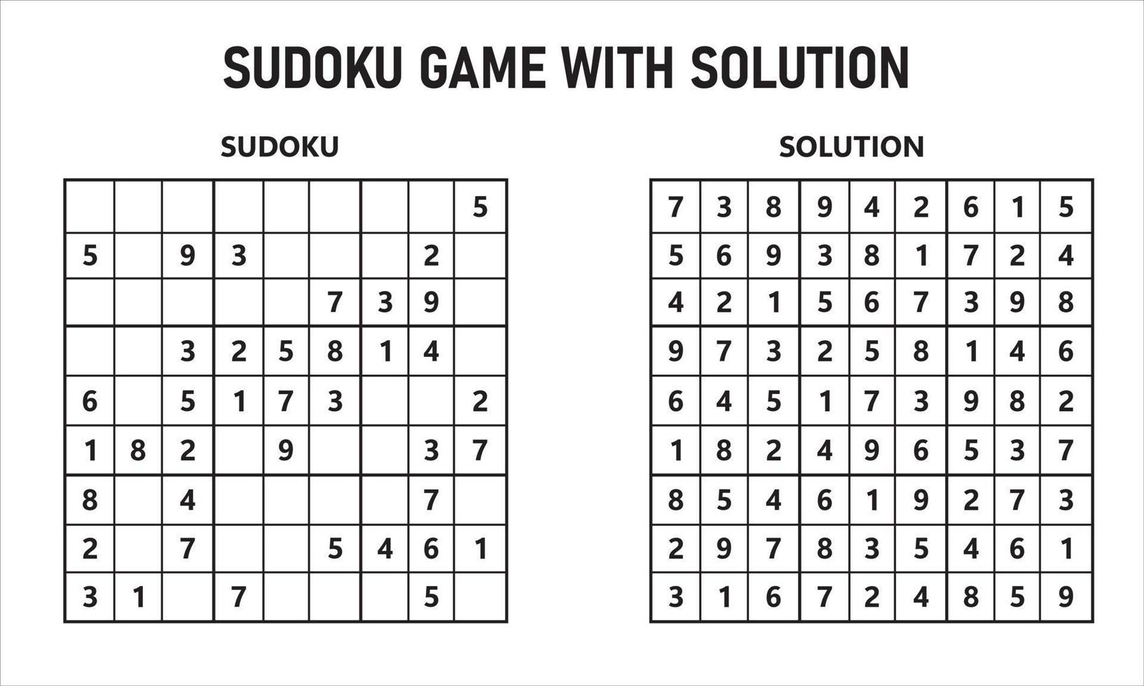 SUDOKU GAME WITH SOLUTION
SUDOKU
5
5 9 3 2
7 3 9
3 2 5 8 1 4
6 5 1 7 3 2
1 8 2 9 3 7
8 4 7
2 7 5 4 6 1
3 1 7 5
SOLUTION
7 3 8 9 4 2 6 1 5
5 6 9 3 8 1 7 2 4
4 2 1 5 6 7 3 9 8
9 7 3 2 5 8 1 4 6
6 4 5 1 7 3 9 8 2
1 8 2 4 9 6 5 3 7
8 5 4 6 1 9 2 7 3
2 9 7 8 3 5 4 6 1
3 1 6 7 2 4 8 5 9